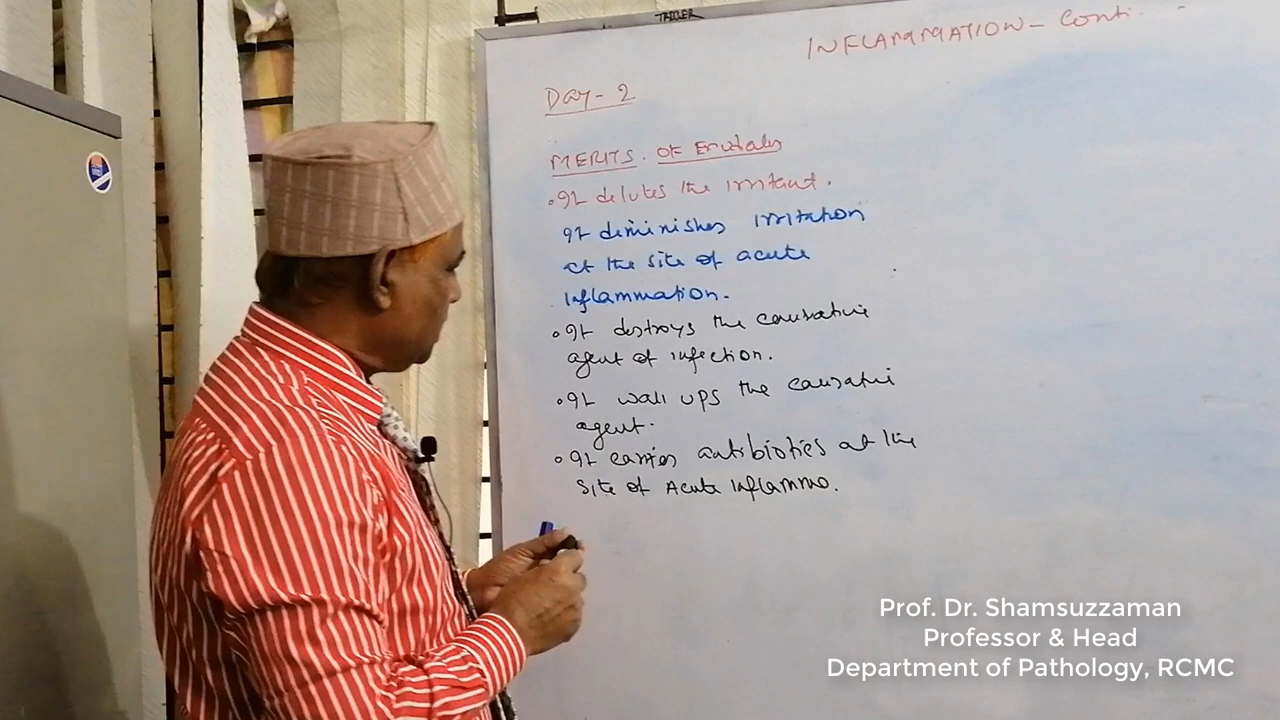 INFLAMMATION - Conti - -
Day - 2
MERITS. Of Exudates
• It delutes the irritant.
It diminishes irritation
at the site of acute
inflammation.
• It destroys the causative
agent of infection.
• It wall ups the causative
agent.
• It carries antibiotics at the
site of Acute Inflammo.
Prof. Dr. Shamsuzzaman
Professor & Head
Department of Pathology, RCMC